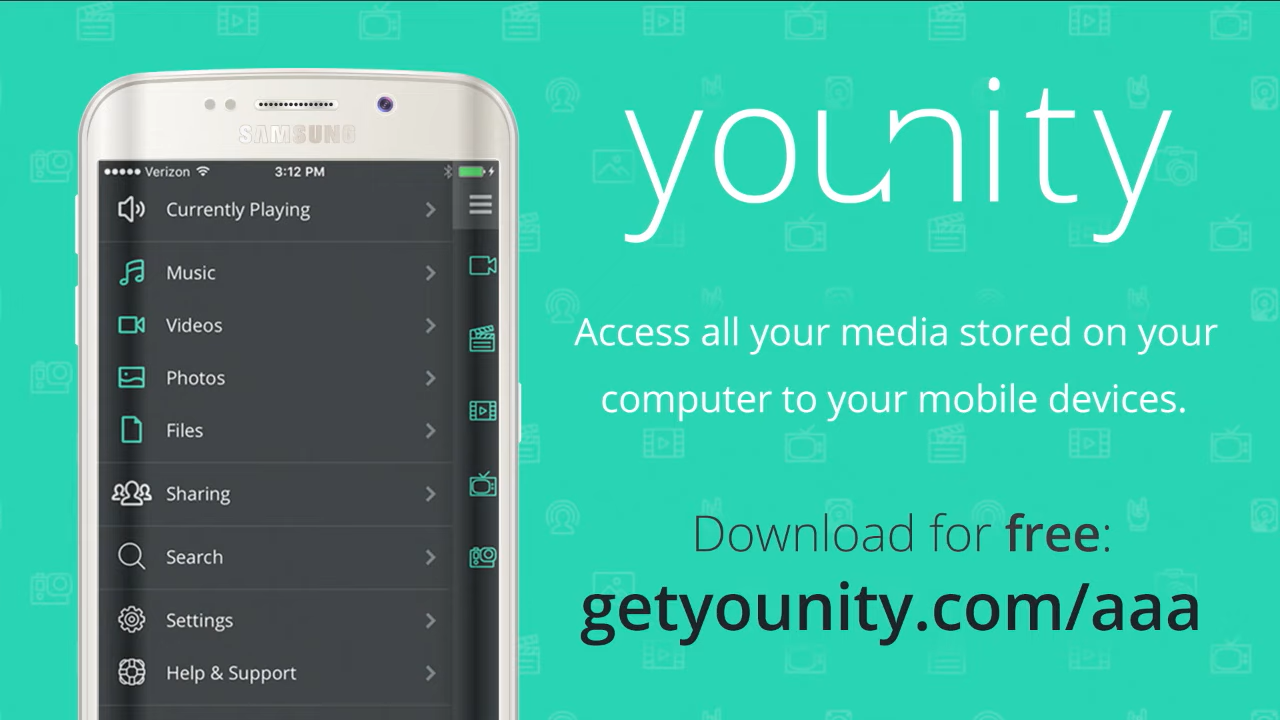 SAMSUNG
Verizon 3:12 PM
Currently Playing
Music
Videos
Photos
Files
Sharing
Search
Settings
Help & Support
younity
Access all your media stored on your
computer to your mobile devices.
Download for free:
getyounity.com/aaa